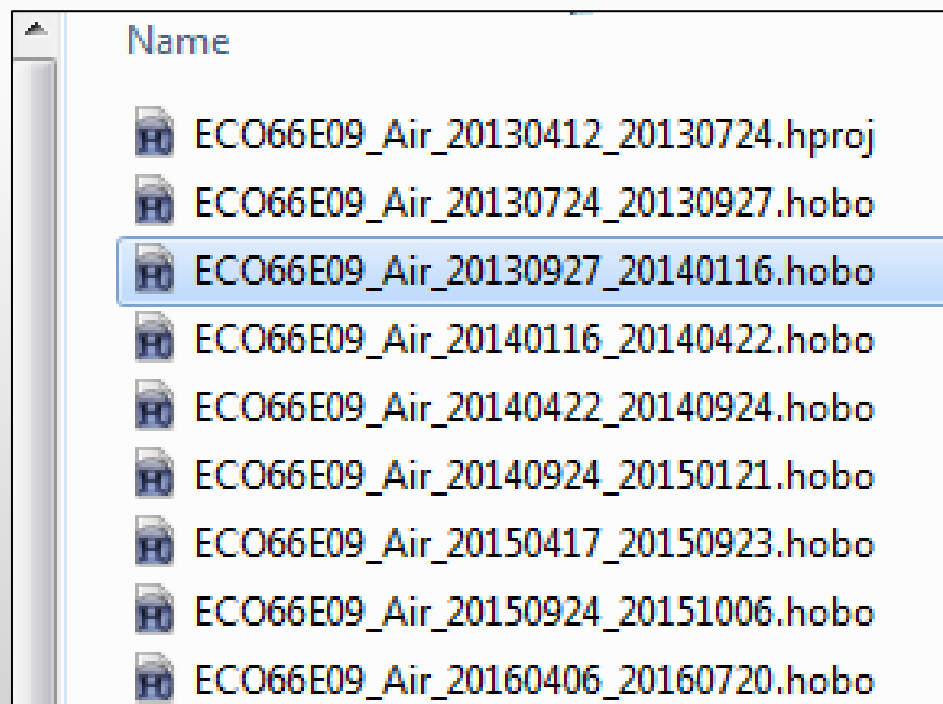 Name
ECO66E09_Air_20130412_20130724.hproj
ECO66E09_Air_20130724_20130927.hobo
ECO66E09_Air_20130927_20140116.hobo
ECO66E09_Air_20140116_20140422.hobo
ECO66E09_Air_20140422_20140924.hobo
ECO66E09_Air_20140924_20150121.hobo
ECO66E09_Air_20150417_20150923.hobo
ECO66E09_Air_20150924_20151006.hobo
ECO66E09_Air_20160406_20160720.hobo